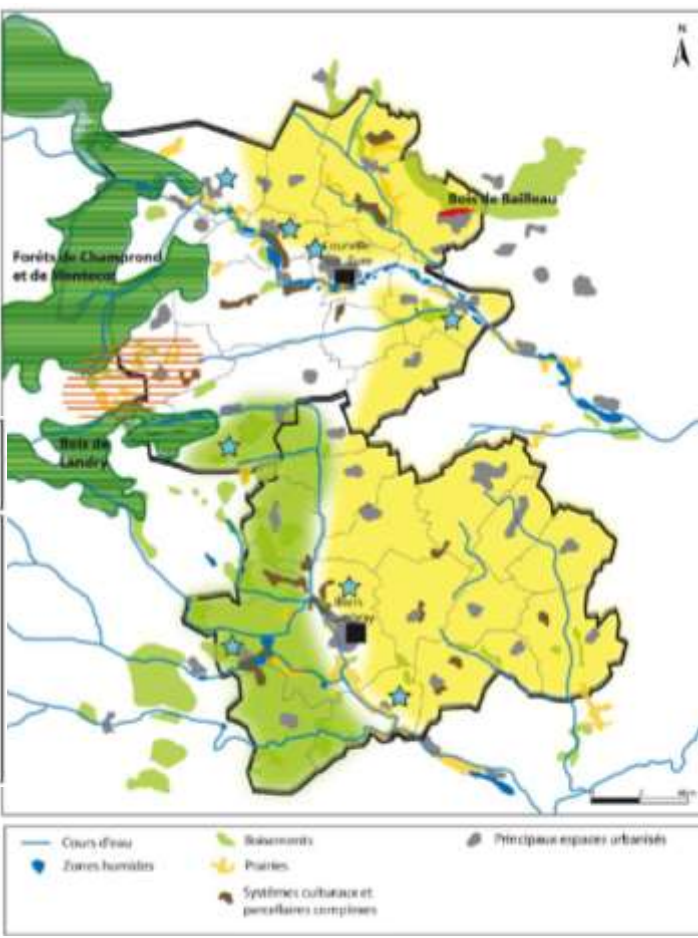 N
Bois de Bailleau
Forêts de Champrond
et de Montecot
Bois de
Landry
Cours d'eau
Zones humides
Boisements
Prairies
Systèmes culturaux et
parcellaires complexes
Principaux espaces urbanisés